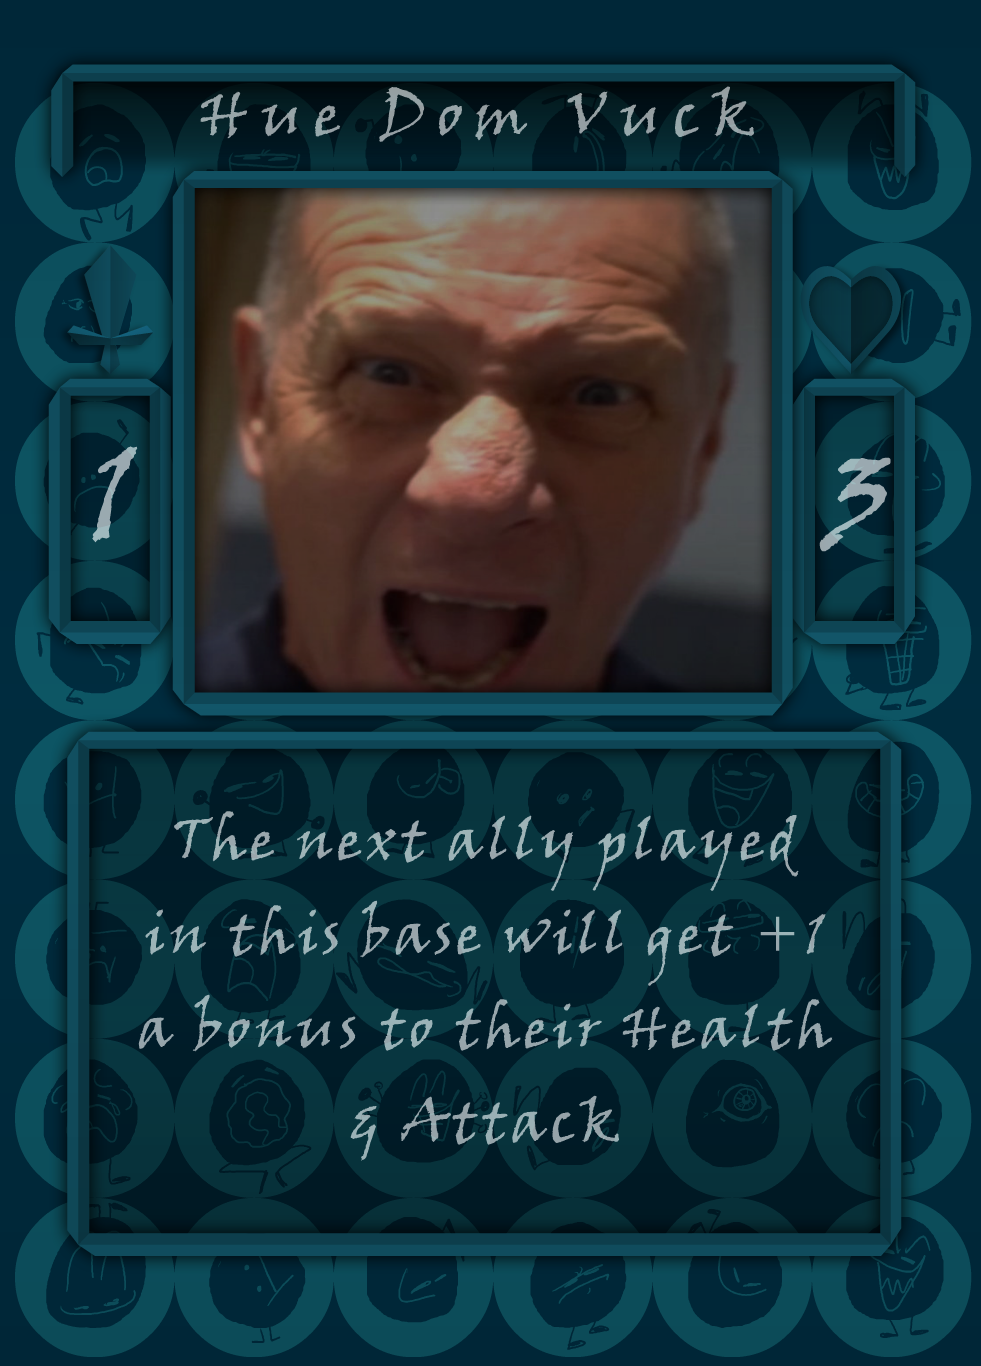 Hue Dom Vuck
1
3
The next ally played
in this base will get +1
a bonus to their Health
& Attack